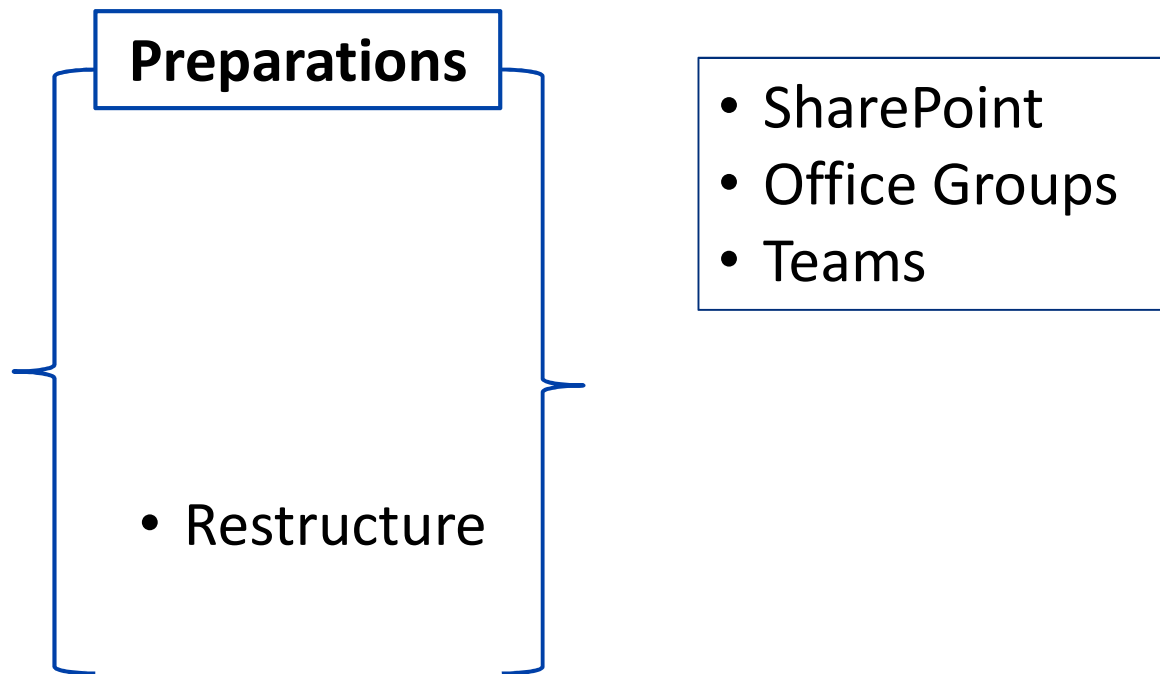 Preparations
• SharePoint
• Office Groups
• Teams
• Restructure